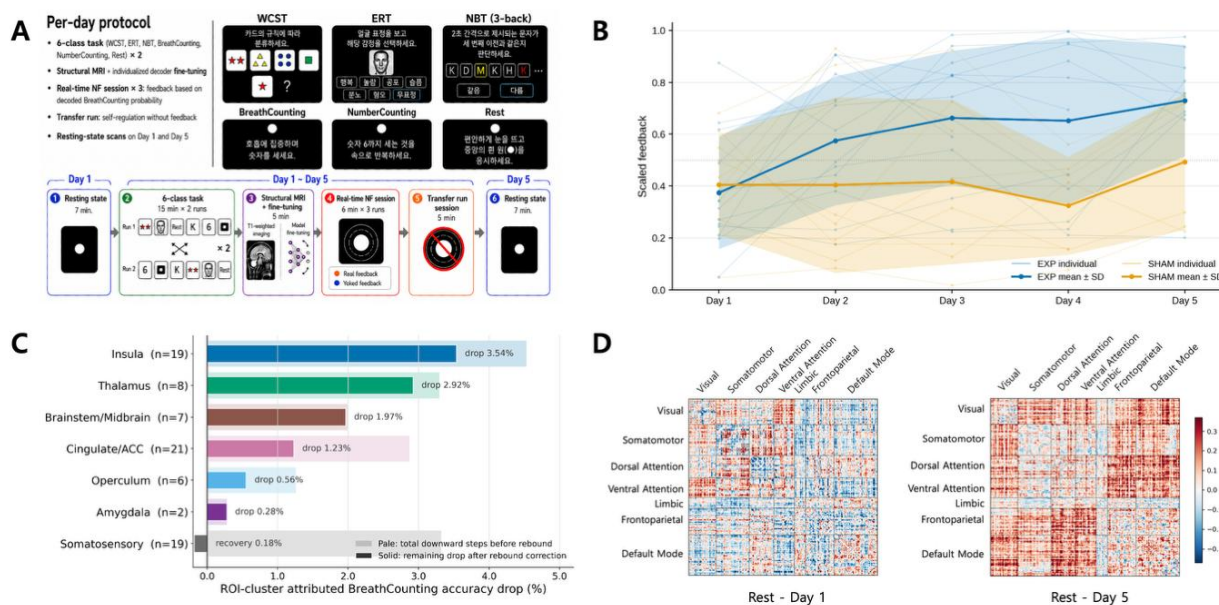 A
Per-day protocol
• 6-class task (WCST, ERT, NBT, BreathCounting,
NumberCounting, Rest) × 2
• Structural MRI + individualized decoder fine-tuning
• Real-time NF session × 3: feedback based on
decoded BreathCounting probability
• Transfer run: self-regulation without feedback
• Resting-state scans on Day 1 and Day 5
WCST
카드의 규칙에 따라
분류하세요.
?
ERT
얼굴 표정을 보고
해당 감정을 선택하세요.
행복 놀람 공포 슬픔
분노 혐오 무표정
NBT (3-back)
2초 간격으로 제시되는 문자가
세 번째 이전과 같은지
판단하세요.
K D M K H K ...
같음 다름
BreathCounting
호흡에 집중하며
숫자를 세세요.
NumberCounting
숫자 6까지 세는 것을
속으로 반복하세요.
Rest
편안하게 눈을 뜨고
중앙의 흰 원( )을
응시하세요.
Day 1
Day 1 ~ Day 5
Day 5
1 Resting state
7 min.
2 6-class task
15 min × 2 runs
Run 1 Rest K 6
× 2
Run 2 6 K Rest
3 Structural MRI
+ fine-tuning
5 min
T1-weighted
imaging
Model
fine-tuning
4 Real-time NF session
6 min × 3 runs
Real feedback
Yoked feedback
5 Transfer run
session
5 min
6 Resting state
7 min.
B
Scaled feedback
1.0
0.8
0.6
0.4
0.2
0.0
Day 1 Day 2 Day 3 Day 4 Day 5
EXP individual
EXP mean ± SD
SHAM individual
SHAM mean ± SD
C
Insula (n=19) drop 3.54%
Thalamus (n=8) drop 2.92%
Brainstem/Midbrain (n=7) drop 1.97%
Cingulate/ACC (n=21) drop 1.23%
Operculum (n=6) drop 0.56%
Amygdala (n=2) drop 0.28%
Somatosensory (n=19) recovery 0.18%
Pale: total downward steps before rebound
Solid: remaining drop after rebound correction
0.0 1.0 2.0 3.0 4.0 5.0
ROI-cluster attributed BreathCounting accuracy drop (%)
D
Visual Somatomotor Dorsal Attention Ventral Attention Limbic Frontoparietal Default Mode
Visual
Somatomotor
Dorsal Attention
Ventral Attention
Limbic
Frontoparietal
Default Mode
Rest - Day 1
Visual Somatomotor Dorsal Attention Ventral Attention Limbic Frontoparietal Default Mode
Visual
Somatomotor
Dorsal Attention
Ventral Attention
Limbic
Frontoparietal
Default Mode
Rest - Day 5
0.3
0.2
0.1
0.0
−0.1
−0.2
−0.3